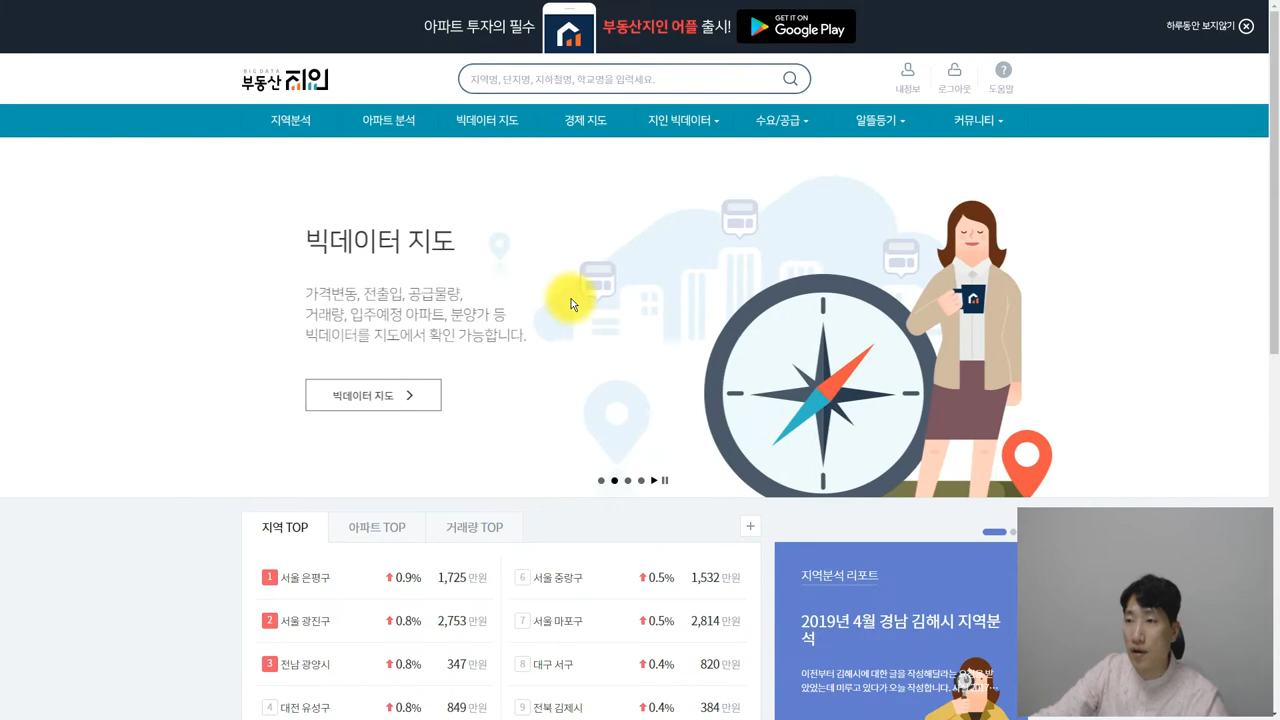 아파트 투자의 필수
부동산지인 어플 출시!
GET IT ON
Google Play
하루동안 보지않기
BIG DATA
부동산 지인
지역명, 단지명, 지하철명, 학교명을 입력세요.
내정보
로그아웃
?
도움말
지역분석
아파트 분석
빅데이터 지도
경제 지도
지인 빅데이터
수요/공급
알뜰등기
커뮤니티
빅데이터 지도
가격변동, 전출입, 공급물량,
거래량, 입주예정 아파트, 분양가 등
빅데이터를 지도에서 확인 가능합니다.
빅데이터 지도
지역 TOP
아파트 TOP
거래량 TOP
+
1 서울 은평구 0.9% 1,725 만원
2 서울 광진구 0.8% 2,753 만원
3 전남 광양시 0.8% 347 만원
4 대전 유성구 0.8% 849 만원
6 서울 중랑구 0.5% 1,532 만원
7 서울 마포구 0.5% 2,814 만원
8 대구 서구 0.4% 820 만원
9 전북 김제시 0.4% 384 만원
지역분석 리포트
2019년 4월 경남 김해시 지역분
석
이전부터 김해시에 대한 글을 작성해달라는 요청을 받
았었는데 미루고 있다가 오늘 작성합니다.